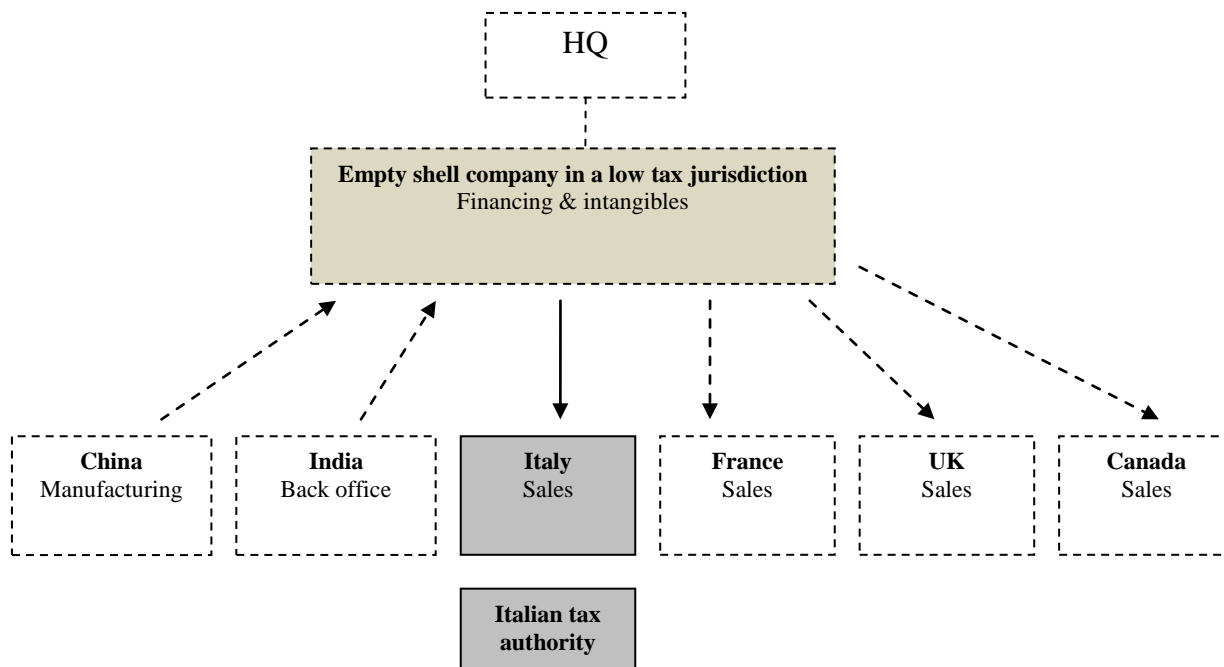 HQ
Empty shell company in a low tax jurisdiction
Financing & intangibles
China
Manufacturing
India
Back office
Italy
Sales
France
Sales
UK
Sales
Canada
Sales
Italian tax
authority